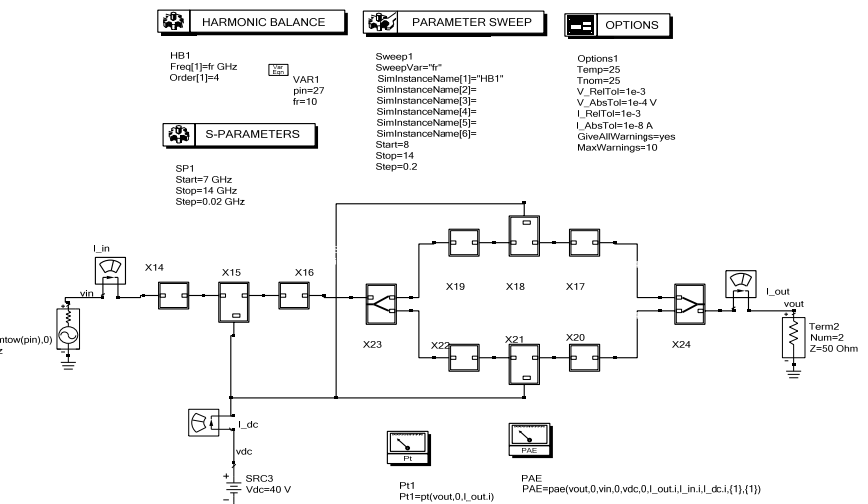 HARMONIC BALANCE
HB1
Freq[1]=fr GHz
Order[1]=4
Var
Eqn
VAR1
pin=27
fr=10
S-PARAMETERS
SP1
Start=7 GHz
Stop=14 GHz
Step=0.02 GHz
PARAMETER SWEEP
Sweep1
SweepVar="fr"
SimInstanceName[1]="HB1"
SimInstanceName[2]=
SimInstanceName[3]=
SimInstanceName[4]=
SimInstanceName[5]=
SimInstanceName[6]=
Start=8
Stop=14
Step=0.2
OPTIONS
Options1
Temp=25
Tnom=25
V_RelTol=1e-3
V_AbsTol=1e-4 V
I_RelTol=1e-3
I_AbsTol=1e-8 A
GiveAllWarnings=yes
MaxWarnings=10
I_in
vin
ntow(pin),0)
z
X14
X15
X16
X23
X19
X18
X17
X22
X21
X20
X24
I_out
vout
Term2
Num=2
Z=50 Ohm
I_dc
vdc
SRC3
Vdc=40 V
Pt
Pt1
Pt1=pt(vout,0,I_out.i)
PAE
PAE
PAE=pae(vout,0,vin,0,vdc,0,I_out.i,I_in.i,I_dc.i,{1},{1})